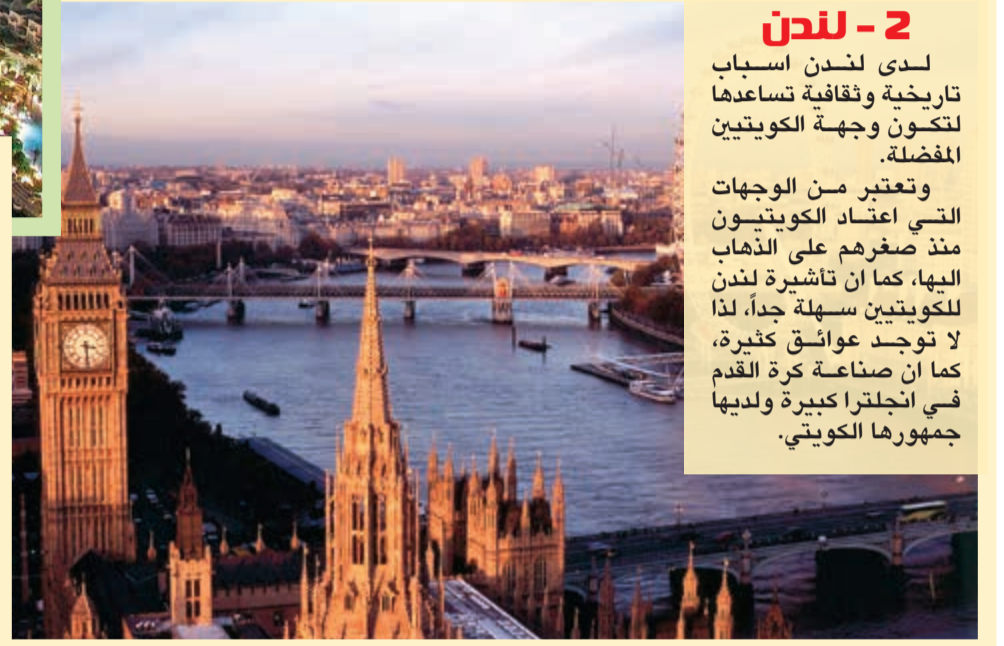 2 - لندن
لدى لندن اسباب
تاريخية وثقافية تساعدها
لتكون وجهة الكويتيين
المفضلة.
وتعتبر من الوجهات
التي اعتاد الكويتيون
منذ صغرهم على الذهاب
اليها، كما ان تأشيرة لندن
للكويتيين سهلة جداً، لذا
لا توجد عوائق كثيرة،
كما ان صناعة كرة القدم
في انجلترا كبيرة ولديها
جمهورها الكويتي.